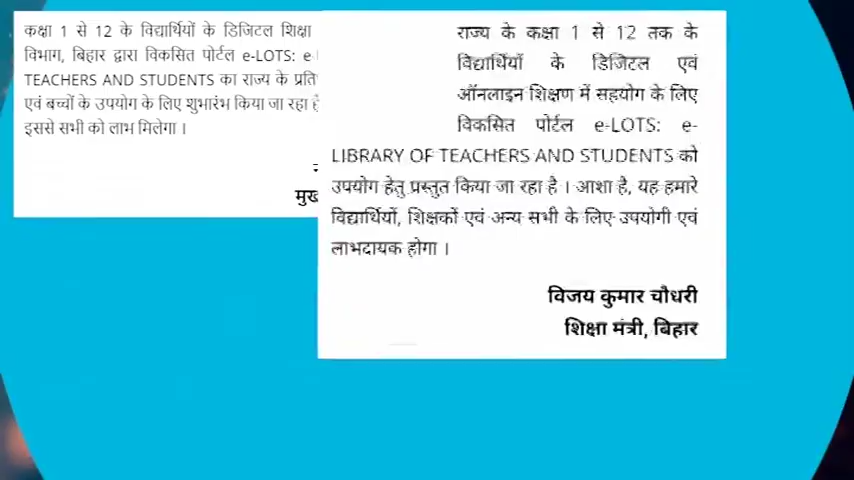 कक्षा 1 से 12 के विद्यार्थियों के डिजिटल शिक्षा
विभाग, बिहार द्वारा विकसित पोर्टल e-LOTS: e-
TEACHERS AND STUDENTS का राज्य के प्रति
एवं बच्चों के उपयोग के लिए शुभारंभ किया जा रहा
इससे सभी को लाभ मिलेगा ।
राज्य के कक्षा 1 से 12 तक के
विद्यार्थियों के डिजिटल एवं
ऑनलाइन शिक्षण में सहयोग के लिए
विकसित पोर्टल e-LOTS: e-
LIBRARY OF TEACHERS AND STUDENTS को
उपयोग हेतु प्रस्तुत किया जा रहा है । आशा है, यह हमारे
विद्यार्थियों, शिक्षकों एवं अन्य सभी के लिए उपयोगी एवं
लाभदायक होगा ।
विजय कुमार चौधरी
शिक्षा मंत्री, बिहार